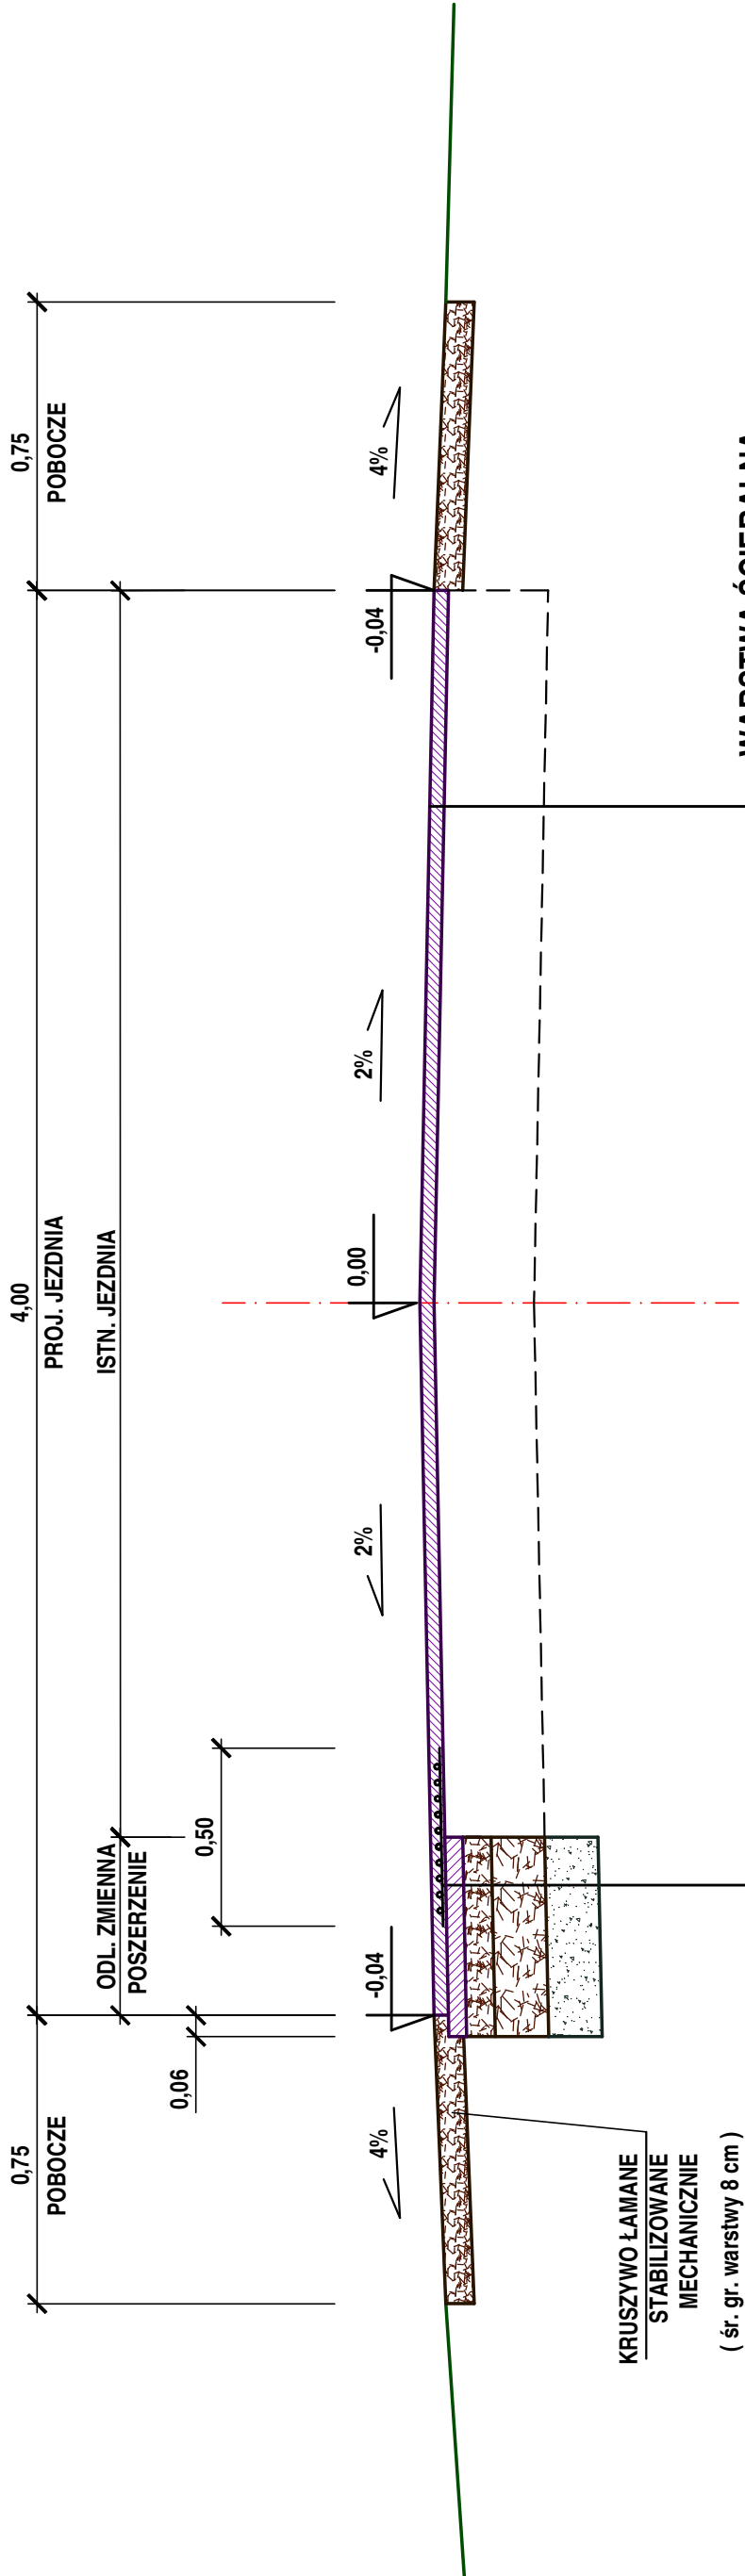 0,75
POBOCZE
4,00
PROJ. JEZDNIA
0,75
POBOCZE
ODL. ZMIENNA
POSZERZENIE
ISTN. JEZDNIA
0,06
0,50
4%
-0,04
2%
0,00
2%
-0,04
4%
KRUSZYWO ŁAMANE
STABILIZOWANE
MECHANICZNIE
( śr. gr. warstwy 8 cm )
WARSTWA ŚCIERALNA